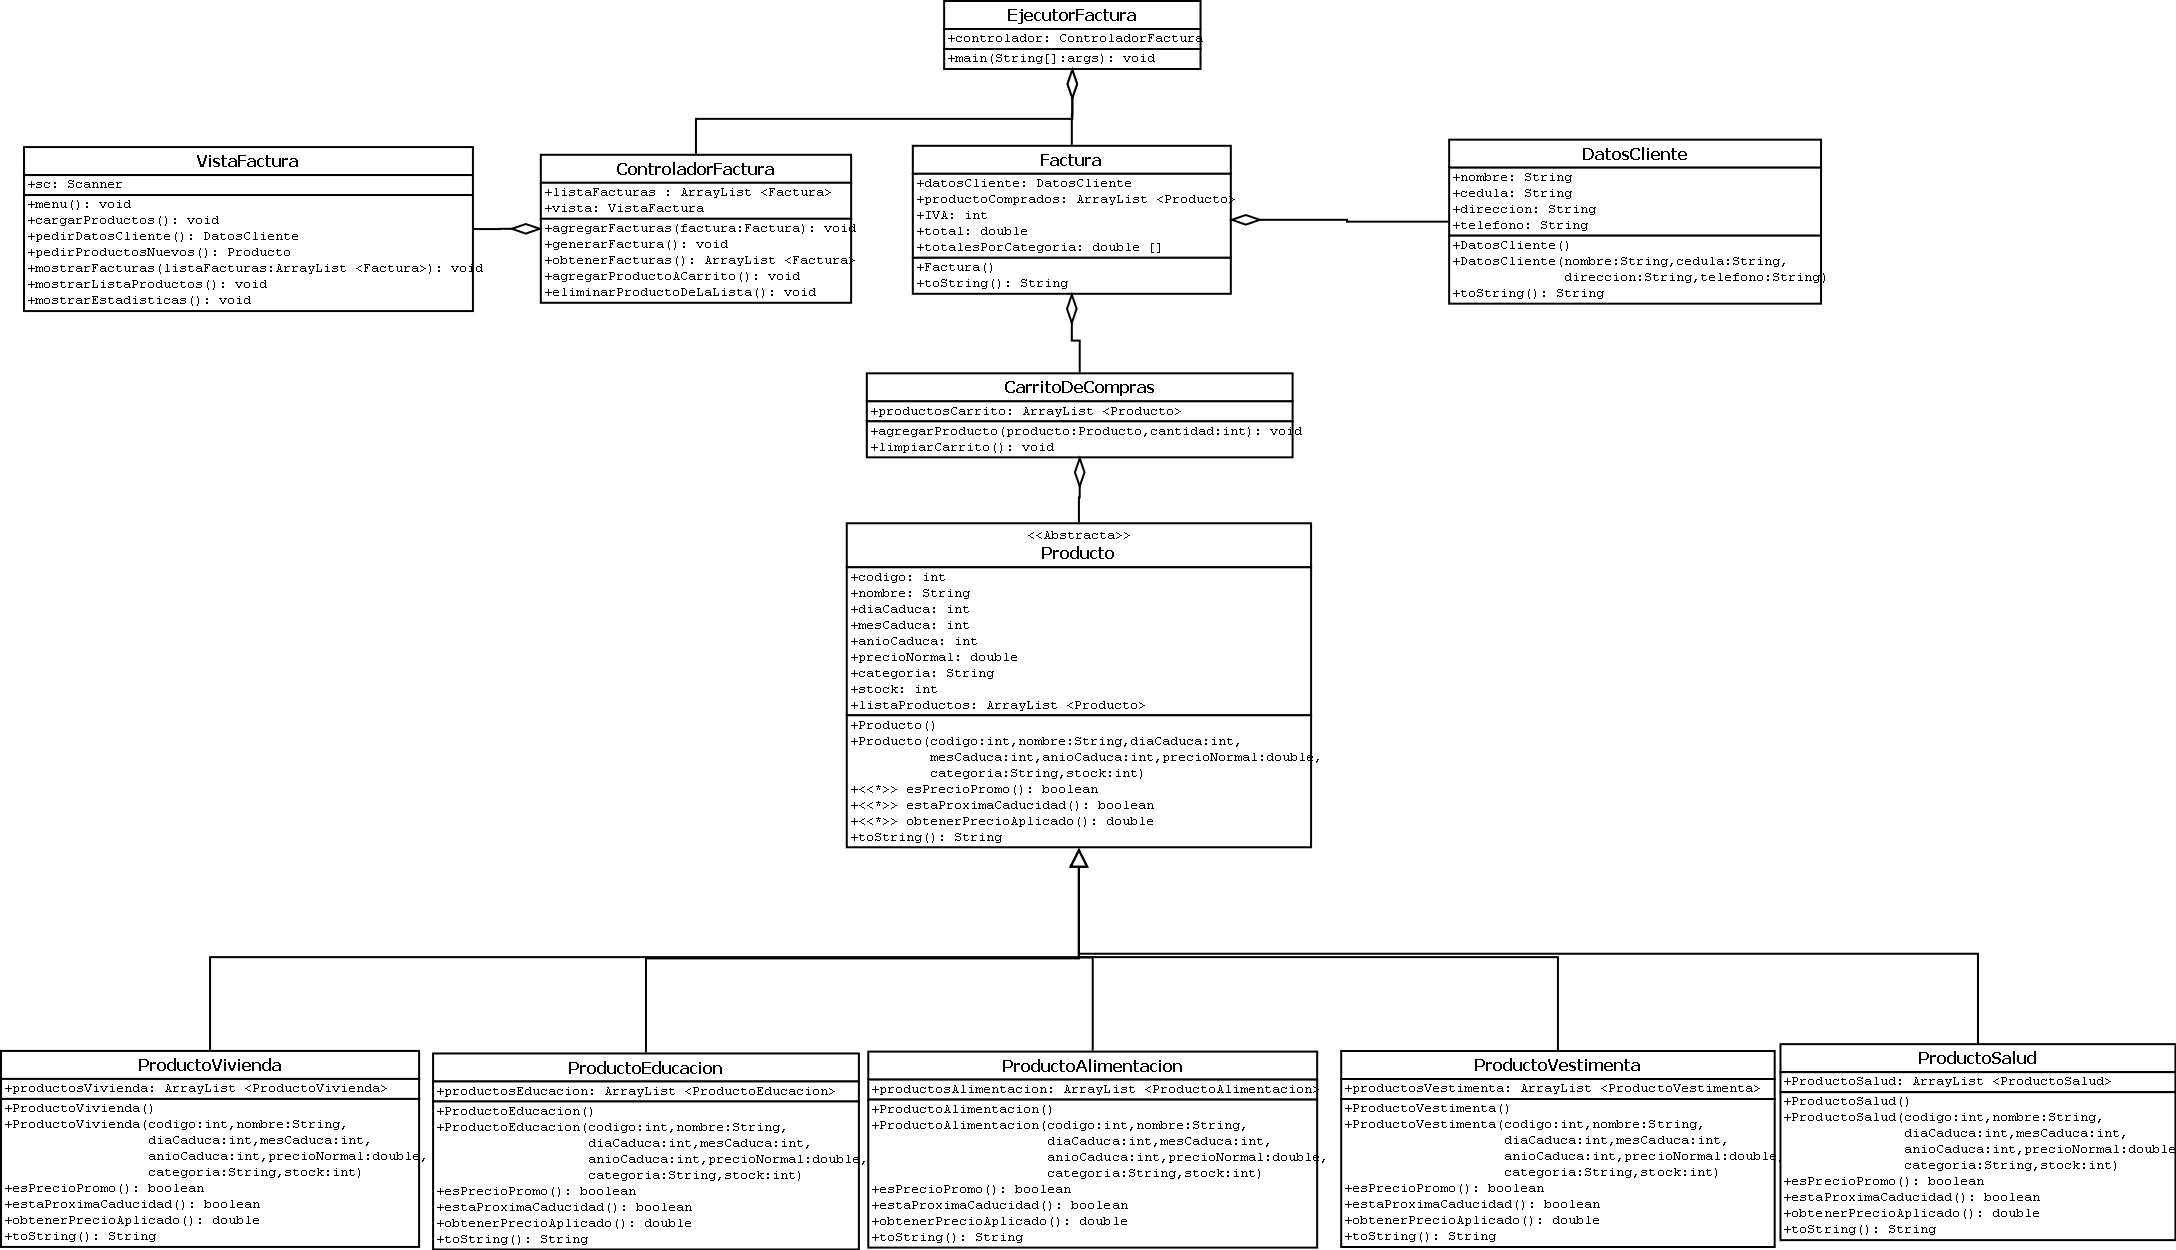 EjecutorFactura
+controlador: ControladorFactura
+main(String[]:args): void
VistaFactura
+sc: Scanner
+menu(): void
+cargarProductos(): void
+pedirDatosCliente(): DatosCliente
+pedirProductosNuevos(): Producto
+mostrarFacturas(listaFacturas:ArrayList <Factura>): void
+mostrarListaProductos(): void
+mostrarEstadisticas(): void
ControladorFactura
+listaFacturas : ArrayList <Factura>
+vista: VistaFactura
+agregarFacturas(factura:Factura): void
+generarFactura(): void
+obtenerFacturas(): ArrayList <Factura>
+agregarProductoACarrito(): void
+eliminarProductoDeLaLista(): void
Factura
+datosCliente: DatosCliente
+productoComprados: ArrayList <Producto>
+IVA: int
+total: double
+totalesPorCategoria: double []
+Factura()
+toString(): String
DatosCliente
+nombre: String
+cedula: String
+direccion: String
+telefono: String
+DatosCliente()
+DatosCliente(nombre:String,cedula:String,
direccion:String,telefono:String)
+toString(): String
CarritoDeCompras
+productosCarrito: ArrayList <Producto>
+agregarProducto(producto:Producto,cantidad:int): void
+limpiarCarrito(): void
<<Abstracta>>
Producto
+codigo: int
+nombre: String
+diaCaduca: int
+mesCaduca: int
+anioCaduca: int
+precioNormal: double
+categoria: String
+stock: int
+listaProductos: ArrayList <Producto>
+Producto()
+Producto(codigo:int,nombre:String,diaCaduca:int,
mesCaduca:int,anioCaduca:int,precioNormal:double,
categoria:String,stock:int)
+<<*>> esPrecioPromo(): boolean
+<<*>> estaProximaCaducidad(): boolean
+<<*>> obtenerPrecioAplicado(): double
+toString(): String
ProductoVivienda
+productosVivienda: ArrayList <ProductoVivienda>
+ProductoVivienda()
+ProductoVivienda(codigo:int,nombre:String,
diaCaduca:int,mesCaduca:int,
anioCaduca:int,precioNormal:double,
categoria:String,stock:int)
+esPrecioPromo(): boolean
+estaProximaCaducidad(): boolean
+obtenerPrecioAplicado(): double
+toString(): String
ProductoEducacion
+productosEducacion: ArrayList <ProductoEducacion>
+ProductoEducacion()
+ProductoEducacion(codigo:int,nombre:String,
diaCaduca:int,mesCaduca:int,
anioCaduca:int,precioNormal:double,
categoria:String,stock:int)
+esPrecioPromo(): boolean
+estaProximaCaducidad(): boolean
+obtenerPrecioAplicado(): double
+toString(): String
ProductoAlimentacion
+productosAlimentacion: ArrayList <ProductoAlimentacion>
+ProductoAlimentacion()
+ProductoAlimentacion(codigo:int,nombre:String,
diaCaduca:int,mesCaduca:int,
anioCaduca:int,precioNormal:double,
categoria:String,stock:int)
+esPrecioPromo(): boolean
+estaProximaCaducidad(): boolean
+obtenerPrecioAplicado(): double
+toString(): String
ProductoVestimenta
+productosVestimenta: ArrayList <ProductoVestimenta>
+ProductoVestimenta()
+ProductoVestimenta(codigo:int,nombre:String,
diaCaduca:int,mesCaduca:int,
anioCaduca:int,precioNormal:double,
categoria:String,stock:int)
+esPrecioPromo(): boolean
+estaProximaCaducidad(): boolean
+obtenerPrecioAplicado(): double
+toString(): String
ProductoSalud
+ProductoSalud: ArrayList <ProductoSalud>
+ProductoSalud()
+ProductoSalud(codigo:int,nombre:String,
diaCaduca:int,mesCaduca:int,
anioCaduca:int,precioNormal:double
categoria:String,stock:int)
+esPrecioPromo(): boolean
+estaProximaCaducidad(): boolean
+obtenerPrecioAplicado(): double
+toString(): String